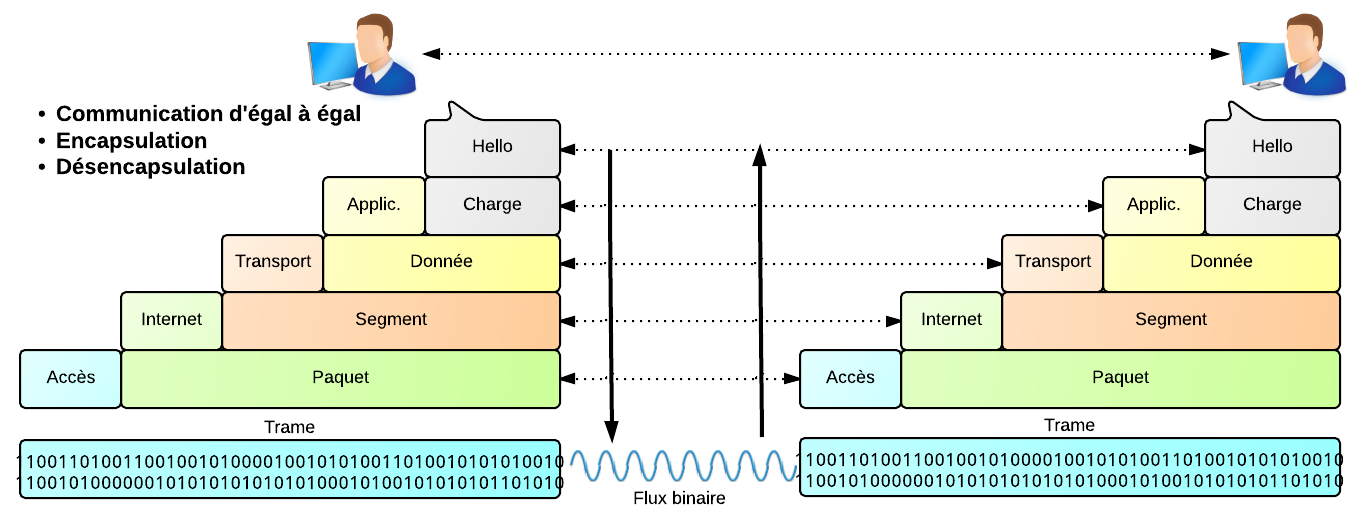 • Communication d'égal à égal
• Encapsulation
• Désencapsulation
Hello
Hello
Applic.
Charge
Applic.
Charge
Transport
Donnée
Transport
Donnée
Internet
Segment
Internet
Segment
Accès
Paquet
Accès
Paquet
Trame
Trame
Flux binaire